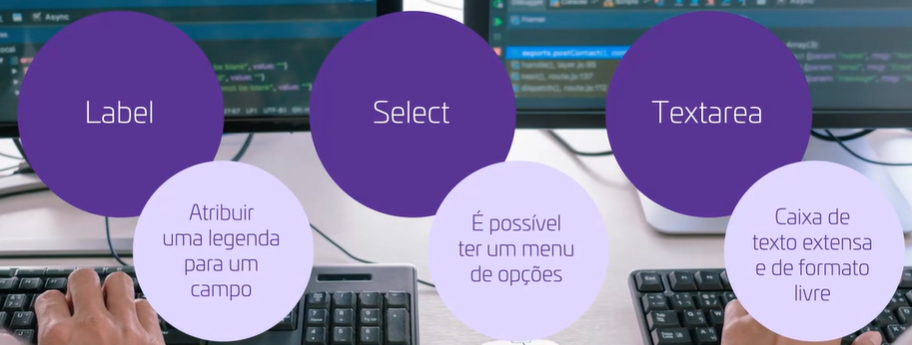 Async
Label
Select
Textarea
Atribuir
uma legenda
para um
campo
É possível
ter um menu
de opções
Caixa de
texto extensa
e de formato
livre